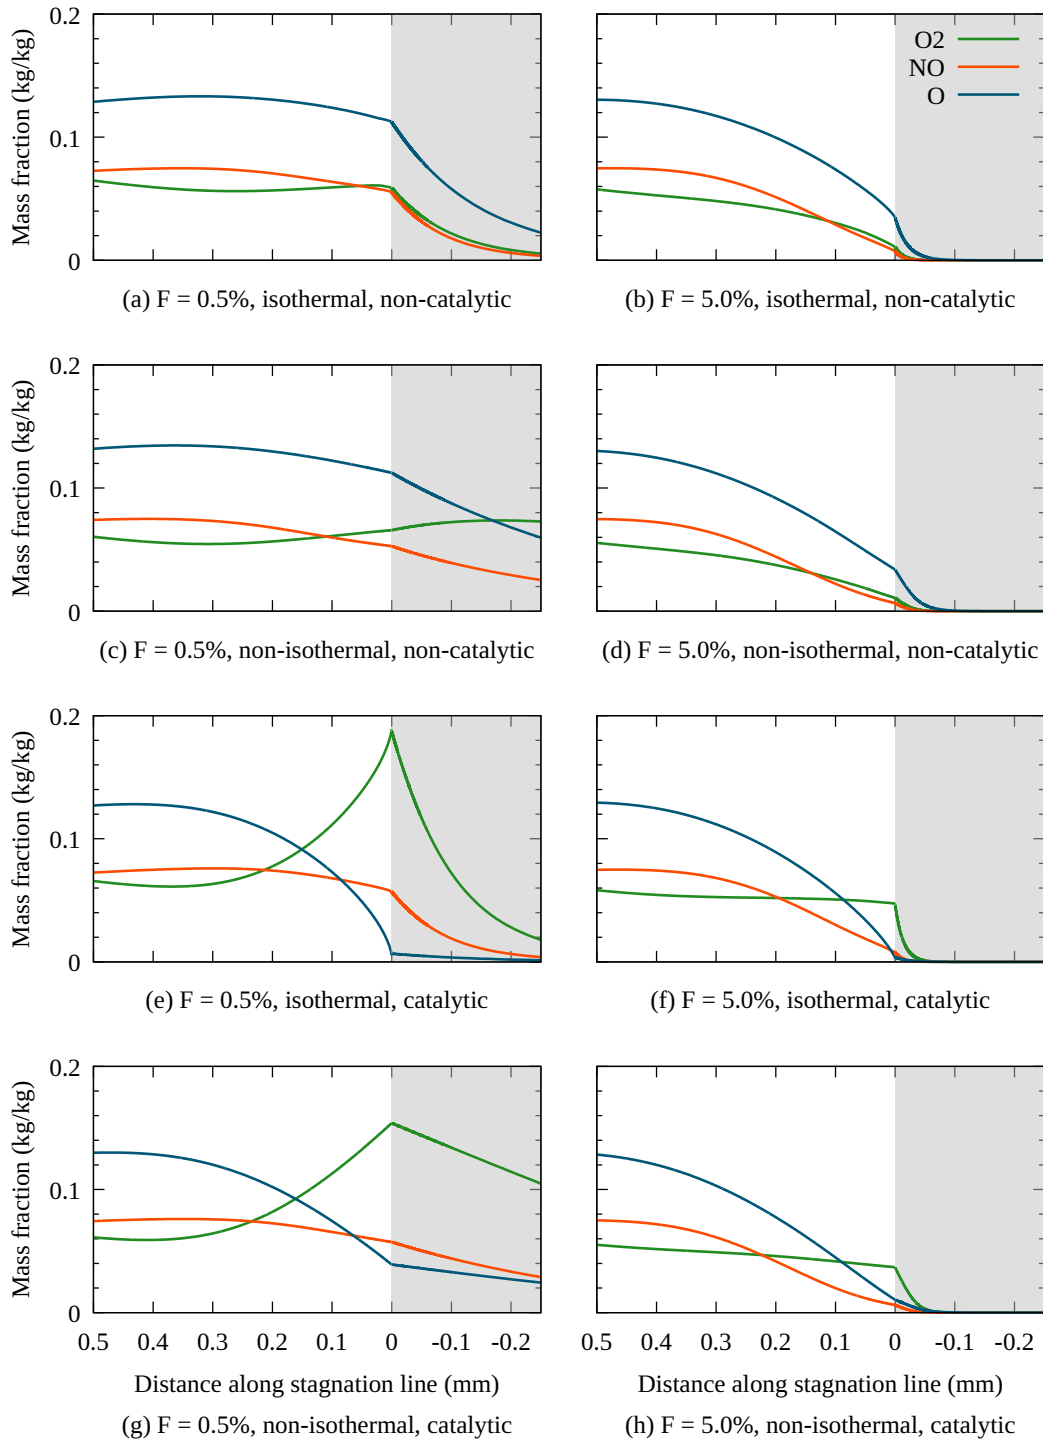 0.2
0.1
0
Mass fraction (kg/kg)
(a) F = 0.5%, isothermal, non-catalytic
O2
NO
O
(b) F = 5.0%, isothermal, non-catalytic
0.2
0.1
0
Mass fraction (kg/kg)
(c) F = 0.5%, non-isothermal, non-catalytic
(d) F = 5.0%, non-isothermal, non-catalytic
0.2
0.1
0
Mass fraction (kg/kg)
(e) F = 0.5%, isothermal, catalytic
(f) F = 5.0%, isothermal, catalytic
0.2
0.1
0
Mass fraction (kg/kg)
0.5 0.4 0.3 0.2 0.1 0 -0.1 -0.2
Distance along stagnation line (mm)
(g) F = 0.5%, non-isothermal, catalytic
0.5 0.4 0.3 0.2 0.1 0 -0.1 -0.2
Distance along stagnation line (mm)
(h) F = 5.0%, non-isothermal, catalytic